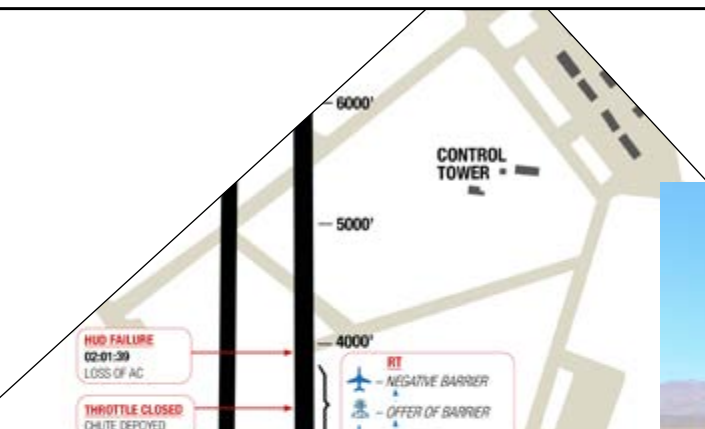 6000'
CONTROL
TOWER
5000'
4000'
HUD FAILURE
02:01:39
LOSS OF AC
RT
- NEGATIVE BARRIER
- OFFER OF BARRIER
THROTTLE CLOSED
CHUTE DEPOYED